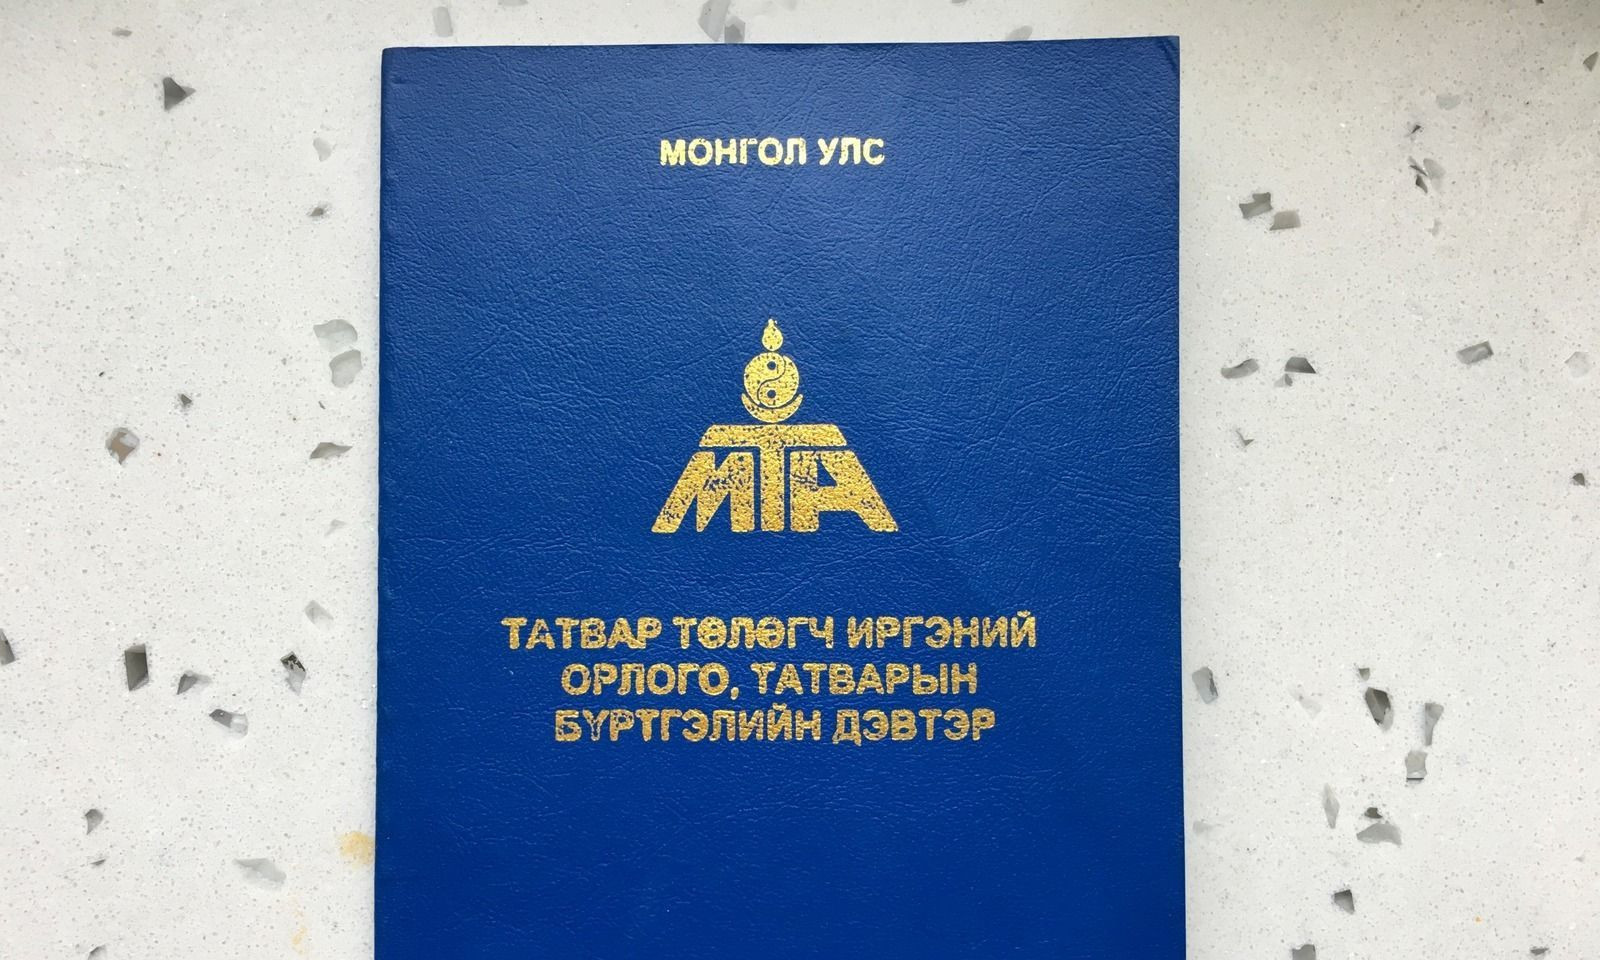 МОНГОЛ УЛС
МТА
ТАТВАР ТӨЛӨГЧ ИРГЭНИЙ
ОРЛОГО, ТАТВАРЫН
БҮРТГЭЛИЙН ДЭВТЭР